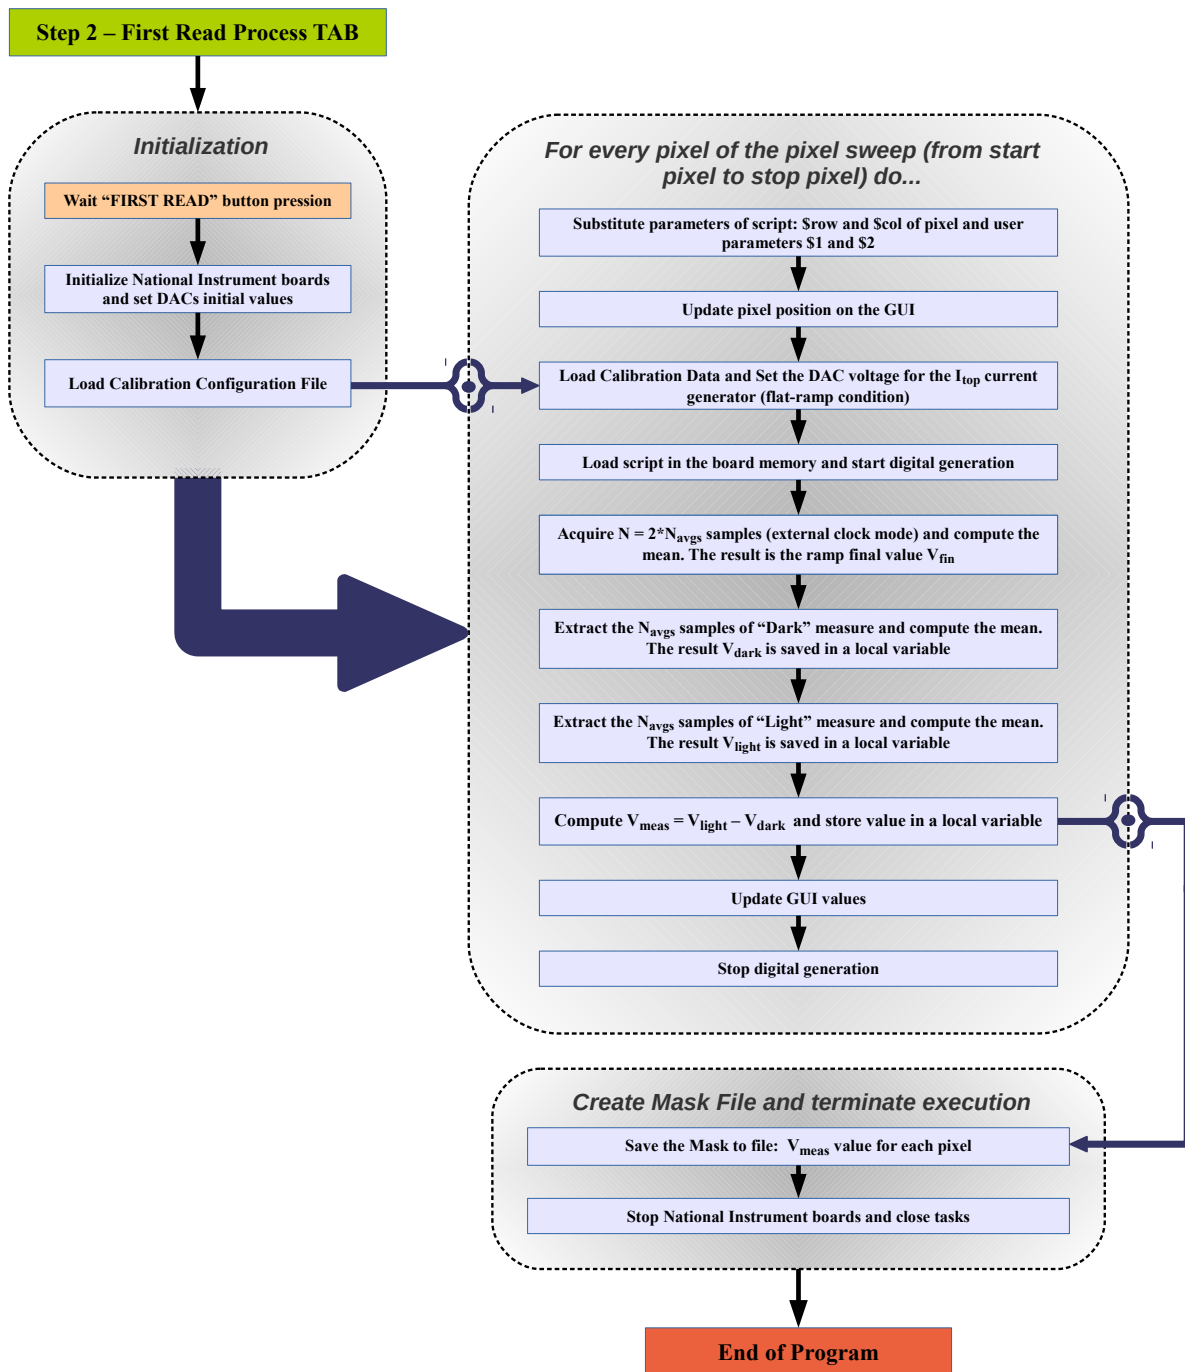 Step 2 – First Read Process TAB
Initialization
Wait “FIRST READ” button pression
Initialize National Instrument boards
and set DACs initial values
Load Calibration Configuration File
For every pixel of the pixel sweep (from start
pixel to stop pixel) do...
Substitute parameters of script: $row and $col of pixel and user
parameters $1 and $2
Update pixel position on the GUI
Load Calibration Data and Set the DAC voltage for the Itop current
generator (flat-ramp condition)
Load script in the board memory and start digital generation
Acquire N = 2*Navgs samples (external clock mode) and compute the
mean. The result is the ramp final value Vfin
Extract the Navgs samples of “Dark” measure and compute the mean.
The result Vdark is saved in a local variable
Extract the Navgs samples of “Light” measure and compute the mean.
The result Vlight is saved in a local variable
Compute Vmeas = Vlight – Vdark and store value in a local variable
Update GUI values
Stop digital generation
Create Mask File and terminate execution
Save the Mask to file: Vmeas value for each pixel
Stop National Instrument boards and close tasks
End of Program